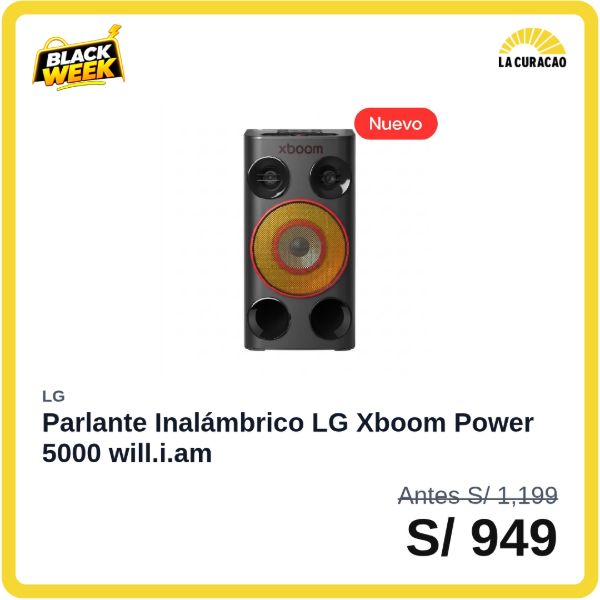 BLACK
WEEK
LA CURACAO
Nuevo
xboom
LG
Parlante Inalámbrico LG Xboom Power
5000 will.i.am
Antes S/ 1,199
S/ 949